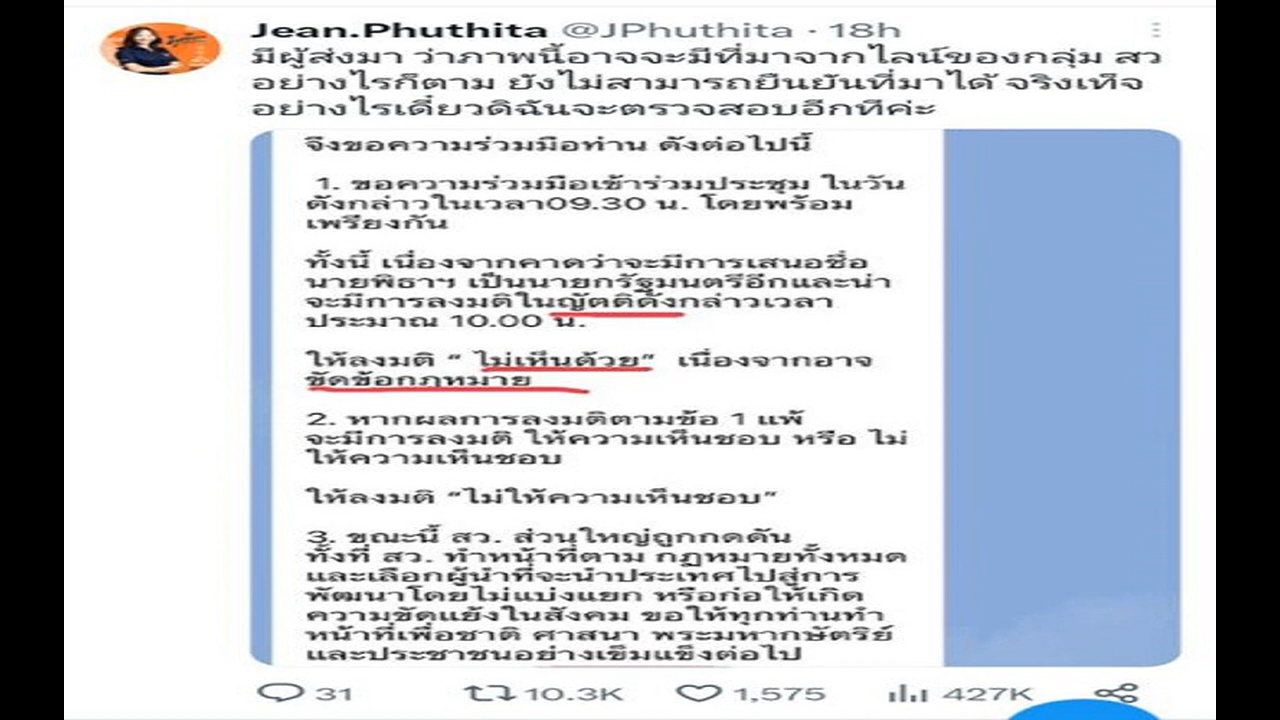 Jean.Phuthita @JPhuthita · 18h
มีผู้ส่งมา ว่าภาพนี้อาจจะมีที่มาจากไลน์ของกลุ่ม สว
อย่างไรก็ตาม ยังไม่สามารถยืนยันที่มาได้ จริงเท็จ
อย่างไรเดี๋ยวดิฉันจะตรวจสอบอีกทีค่ะ
จึงขอความร่วมมือท่าน ดังต่อไปนี้
1. ขอความร่วมมือเข้าร่วมประชุม ในวัน
ดังกล่าวในเวลา09.30 น. โดยพร้อม
เพรียงกัน
ทั้งนี้ เนื่องจากคาดว่าจะมีการเสนอชื่อ
นายพิธาฯ เป็นนายกรัฐมนตรีอีกและน่า
จะมีการลงมติในญัตติดังกล่าวเวลา
ประมาณ 10.00 น.
ให้ลงมติ “ ไม่เห็นด้วย” เนื่องจากอาจ
ขัดข้อกฎหมาย
2. หากผลการลงมติตามข้อ 1 แพ้
จะมีการลงมติ ให้ความเห็นชอบ หรือ ไม่
ให้ความเห็นชอบ
ให้ลงมติ “ไม่ให้ความเห็นชอบ”
3. ขณะนี้ สว. ส่วนใหญ่ถูกกดดัน
ทั้งที่ สว. ทำหน้าที่ตาม กฎหมายทั้งหมด
และเลือกผู้นำที่จะนำประเทศไปสู่การ
พัฒนาโดยไม่แบ่งแยก หรือก่อให้เกิด
ความขัดแย้งในสังคม ขอให้ทุกท่านทำ
หน้าที่เพื่อชาติ ศาสนา พระมหากษัตริย์
และประชาชนอย่างเข้มแข็งต่อไป
31 10.3K 1,575 427K